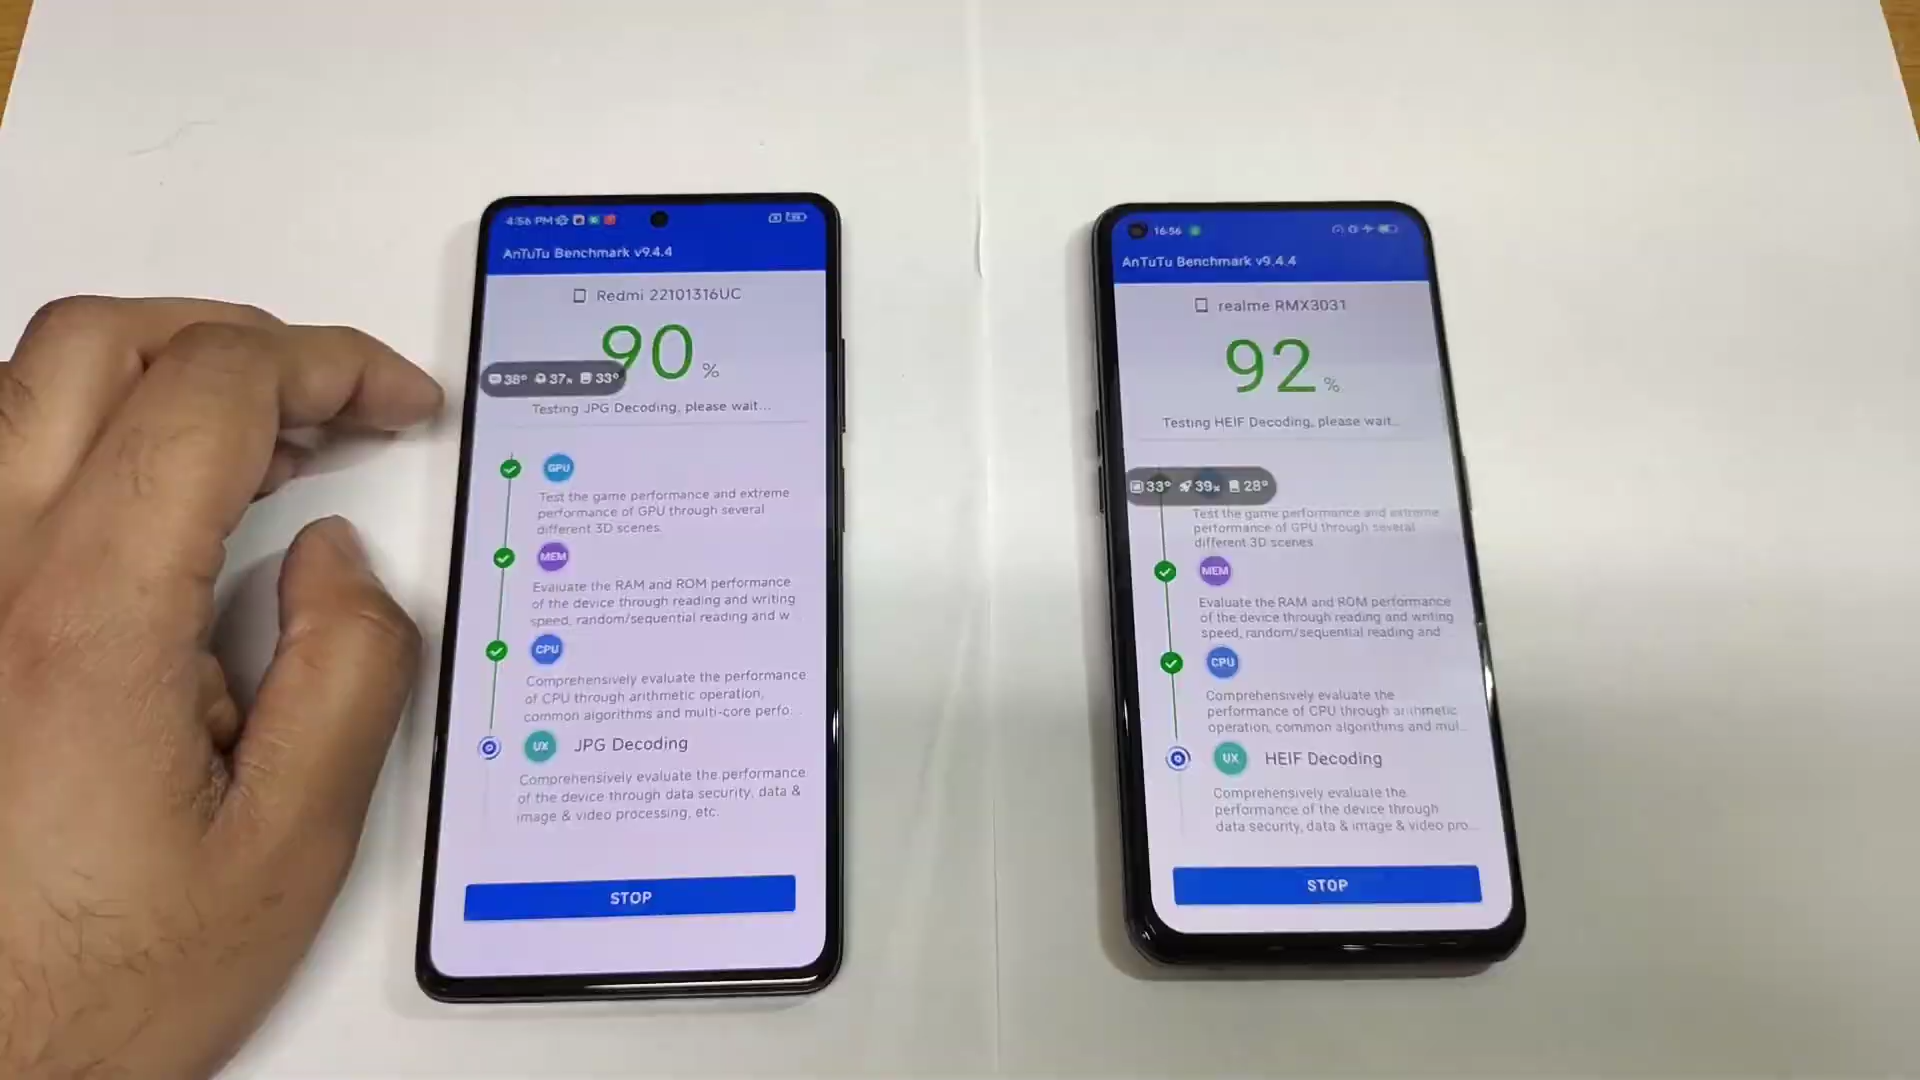 4:56 PM
AnTuTu Benchmark v9.4.4
Redmi 22101316UC
90%
38° 37% 33°
Testing JPG Decoding, please wait...
GPU
Test the game performance and extreme
performance of GPU through several
different 3D scenes.
MEM
Evaluate the RAM and ROM performance
of the device through reading and writing
speed, random/sequential reading and w...
CPU
Comprehensively evaluate the performance
of CPU through arithmetic operation,
common algorithms and multi-core perfo...
UX JPG Decoding
Comprehensively evaluate the performance
of the device through data security, data &
image & video processing, etc.
STOP
16:56
AnTuTu Benchmark v9.4.4
realme RMX3031
92%
Testing HEIF Decoding, please wait...
33° 39% 28°
Test the game performance and extreme
performance of GPU through several
different 3D scenes
MEM
Evaluate the RAM and ROM performance
of the device through reading and writing
speed, random/sequential reading and
CPU
Comprehensively evaluate the
performance of CPU through arithmetic
operation, common algorithms and mul...
UX HEIF Decoding
Comprehensively evaluate the
performance of the device through
data security, data & image & video pro...
STOP